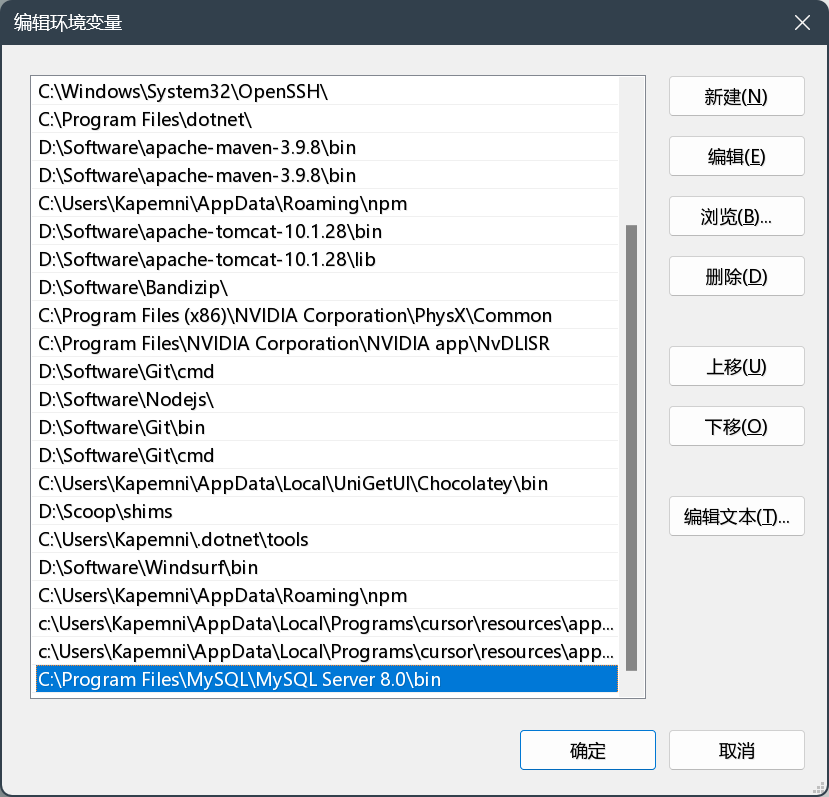 编辑环境变量
C:\Windows\System32\OpenSSH\
C:\Program Files\dotnet\
D:\Software\apache-maven-3.9.8\bin
D:\Software\apache-maven-3.9.8\bin
C:\Users\Kapemni\AppData\Roaming\npm
D:\Software\apache-tomcat-10.1.28\bin
D:\Software\apache-tomcat-10.1.28\lib
D:\Software\Bandizip\
C:\Program Files (x86)\NVIDIA Corporation\PhysX\Common
C:\Program Files\NVIDIA Corporation\NVIDIA app\NvDLISR
D:\Software\Git\cmd
D:\Software\Nodejs\
D:\Software\Git\bin
D:\Software\Git\cmd
C:\Users\Kapemni\AppData\Local\UniGetUI\Chocolatey\bin
D:\Scoop\shims
C:\Users\Kapemni\.dotnet\tools
D:\Software\Windsurf\bin
C:\Users\Kapemni\AppData\Roaming\npm
c:\Users\Kapemni\AppData\Local\Programs\cursor\resources\app...
c:\Users\Kapemni\AppData\Local\Programs\cursor\resources\app...
C:\Program Files\MySQL\MySQL Server 8.0\bin
新建(N)
编辑(E)
浏览(B)...
删除(D)
上移(U)
下移(O)
编辑文本(T)...
确定
取消